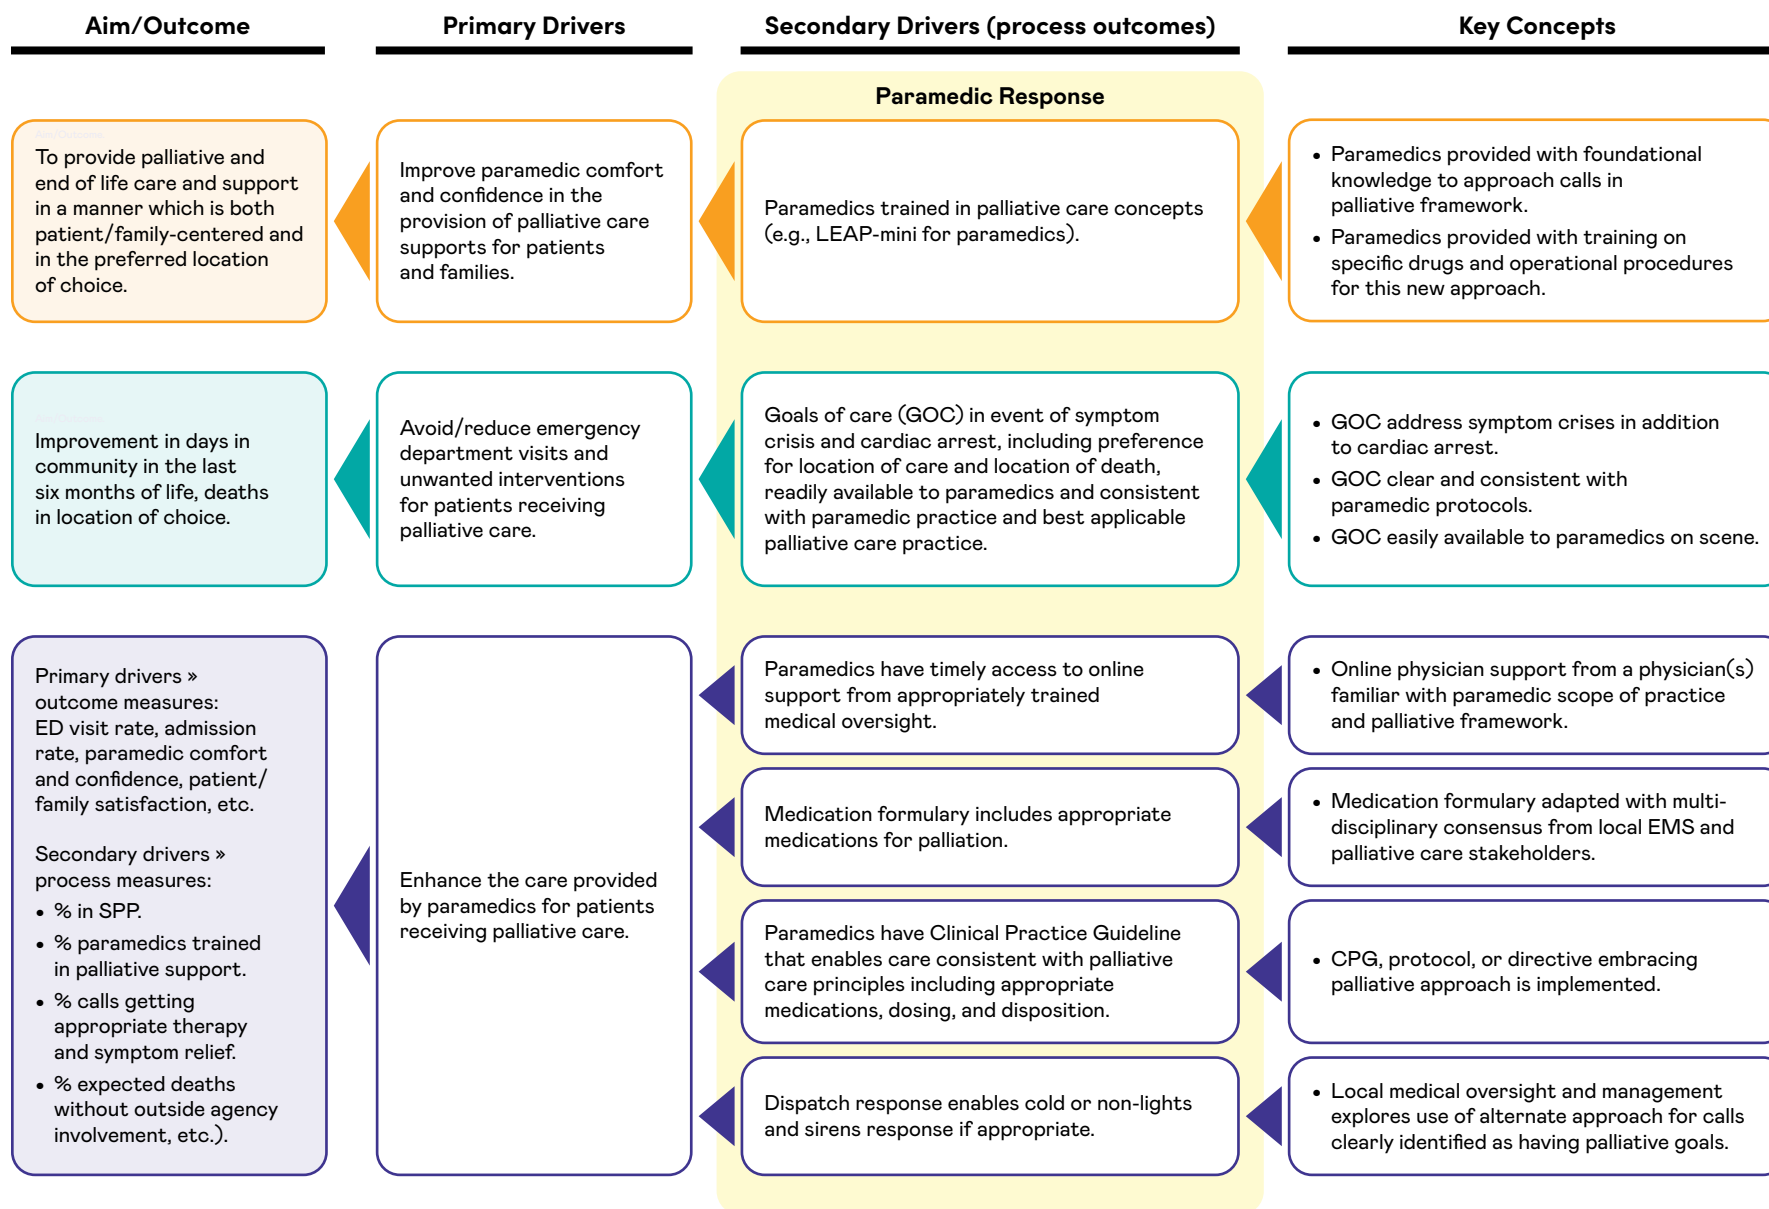 Aim/Outcome
Primary Drivers
Secondary Drivers (process outcomes)
Key Concepts
Paramedic Response
Aim/Outcome
To provide palliative and
end of life care and support
in a manner which is both
patient/family-centered and
in the preferred location
of choice.
Improve paramedic comfort
and confidence in the
provision of palliative care
supports for patients
and families.
Paramedics trained in palliative care concepts
(e.g., LEAP-mini for paramedics).
• Paramedics provided with foundational
knowledge to approach calls in
palliative framework.
• Paramedics provided with training on
specific drugs and operational procedures
for this new approach.
Improvement in days in
community in the last
six months of life, deaths
in location of choice.
Avoid/reduce emergency
department visits and
unwanted interventions
for patients receiving
palliative care.
Goals of care (GOC) in event of symptom
crisis and cardiac arrest, including preference
for location of care and location of death,
readily available to paramedics and consistent
with paramedic practice and best applicable
palliative care practice.
• GOC address symptom crises in addition
to cardiac arrest.
• GOC clear and consistent with
paramedic protocols.
• GOC easily available to paramedics on scene.
Primary drivers »
outcome measures:
ED visit rate, admission
rate, paramedic comfort
and confidence, patient/
family satisfaction, etc.
Secondary drivers »
process measures:
• % in SPP.
• % paramedics trained
in palliative support.
• % calls getting
appropriate therapy
and symptom relief.
• % expected deaths
without outside agency
involvement, etc.).
Enhance the care provided
by paramedics for patients
receiving palliative care.
Paramedics have timely access to online
support from appropriately trained
medical oversight.
• Online physician support from a physician(s)
familiar with paramedic scope of practice
and palliative framework.
Medication formulary includes appropriate
medications for palliation.
• Medication formulary adapted with multi-
disciplinary consensus from local EMS and
palliative care stakeholders.
Paramedics have Clinical Practice Guideline
that enables care consistent with palliative
care principles including appropriate
medications, dosing, and disposition.
• CPG, protocol, or directive embracing
palliative approach is implemented.
Dispatch response enables cold or non-lights
and sirens response if appropriate.
• Local medical oversight and management
explores use of alternate approach for calls
clearly identified as having palliative goals.